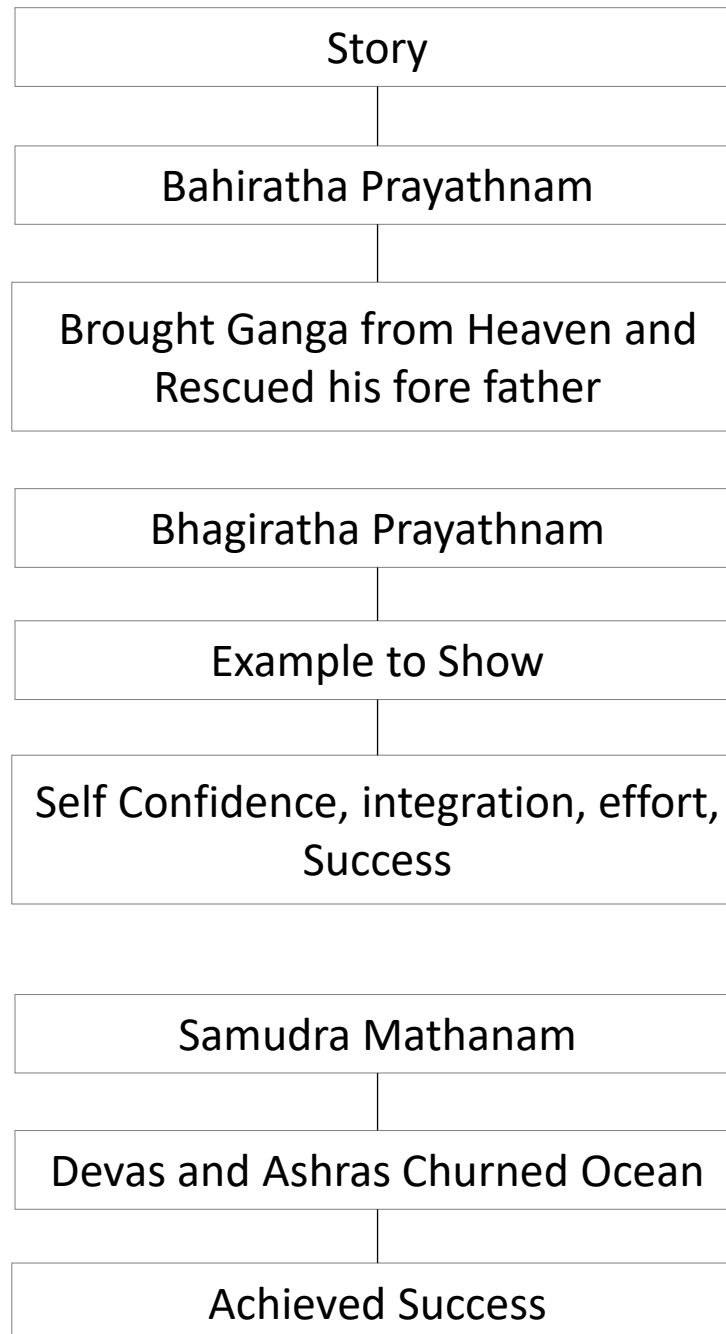 Story
Bahiratha Prayathnam
Brought Ganga from Heaven and
Rescued his fore father
Bhagiratha Prayathnam
Example to Show
Self Confidence, integration, effort,
Success
Samudra Mathanam
Devas and Ashras Churned Ocean
Achieved Success